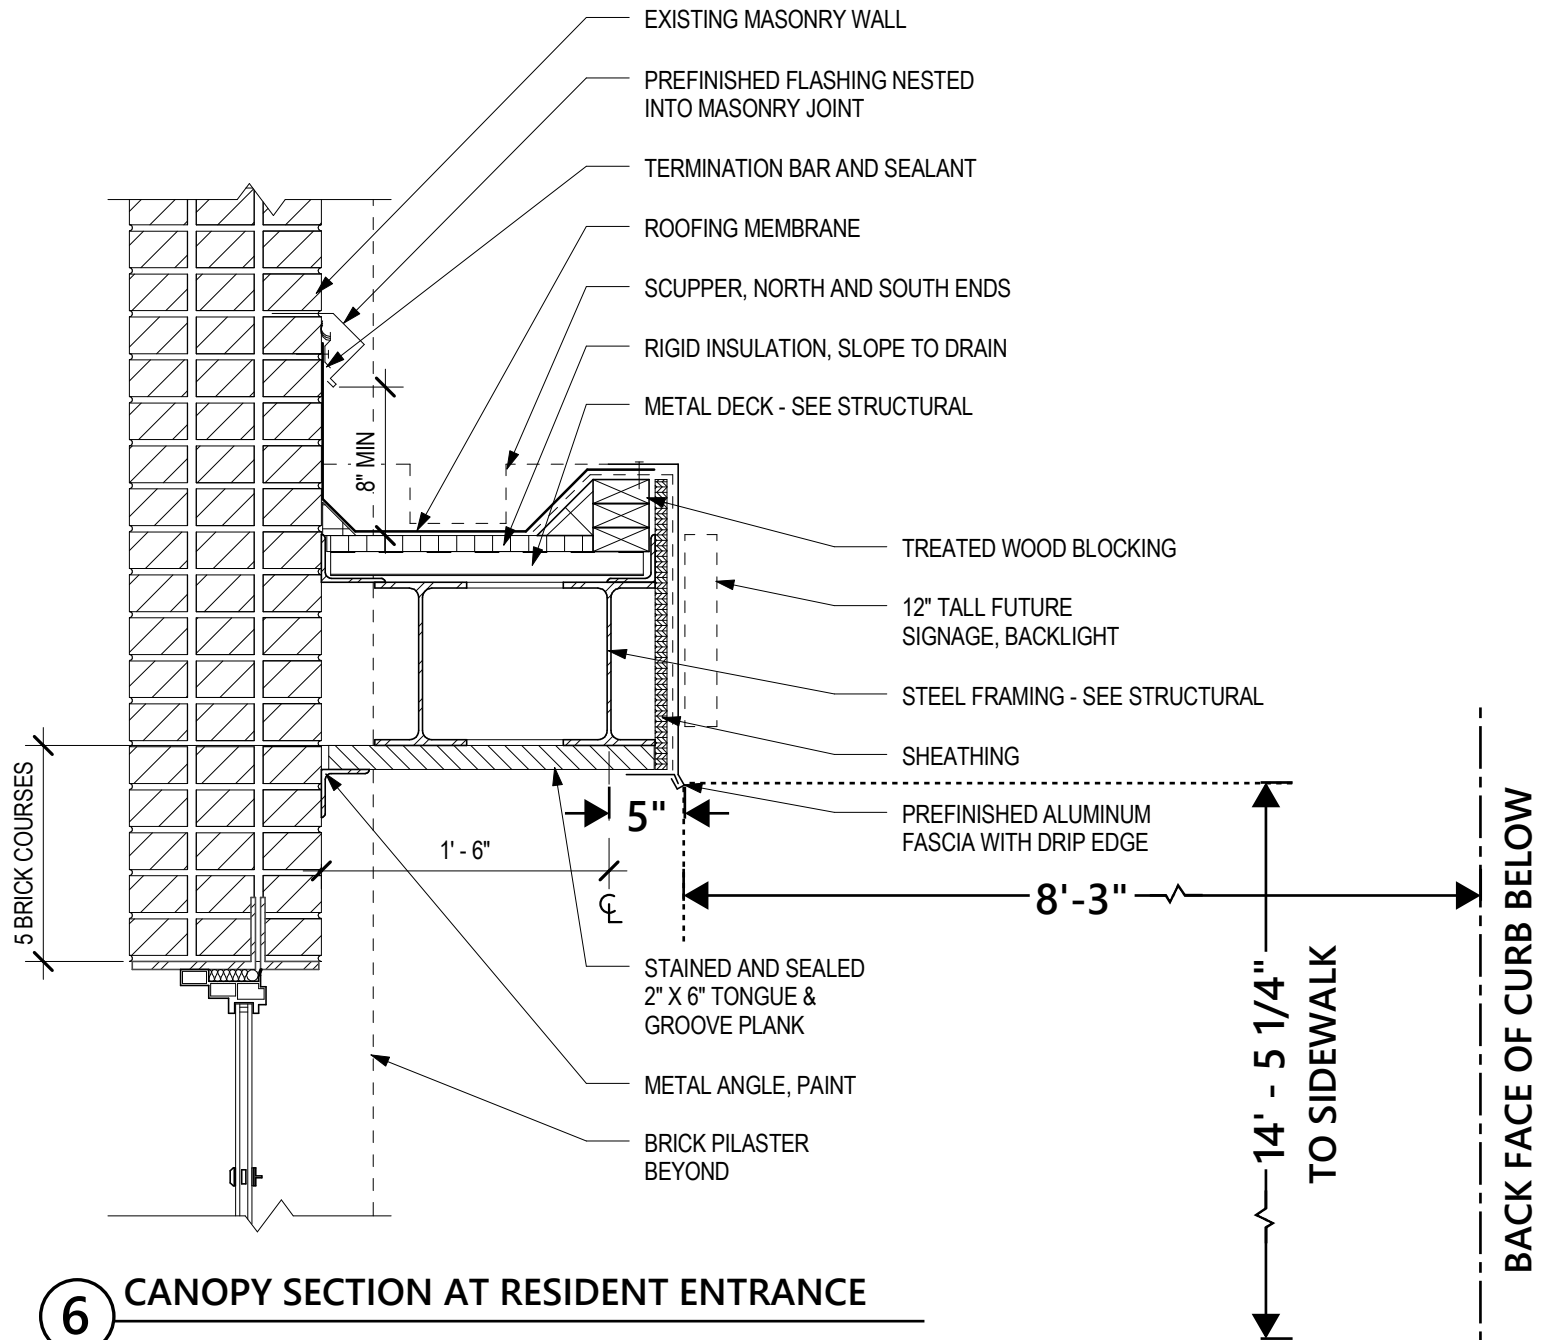 EXISTING MASONRY WALL
PREFINISHED FLASHING NESTED
INTO MASONRY JOINT
TERMINATION BAR AND SEALANT
ROOFING MEMBRANE
SCUPPER, NORTH AND SOUTH ENDS
RIGID INSULATION, SLOPE TO DRAIN
METAL DECK - SEE STRUCTURAL
8" MIN
TREATED WOOD BLOCKING
12" TALL FUTURE
SIGNAGE, BACKLIGHT
STEEL FRAMING - SEE STRUCTURAL
SHEATHING
PREFINISHED ALUMINUM
FASCIA WITH DRIP EDGE
5 BRICK COURSES
5"
1' - 6"
CL
8'-3"
14' - 5 1/4"
TO SIDEWALK
BACK FACE OF CURB BELOW
STAINED AND SEALED
2" X 6" TONGUE &
GROOVE PLANK
METAL ANGLE, PAINT
BRICK PILASTER
BEYOND
6
CANOPY SECTION AT RESIDENT ENTRANCE